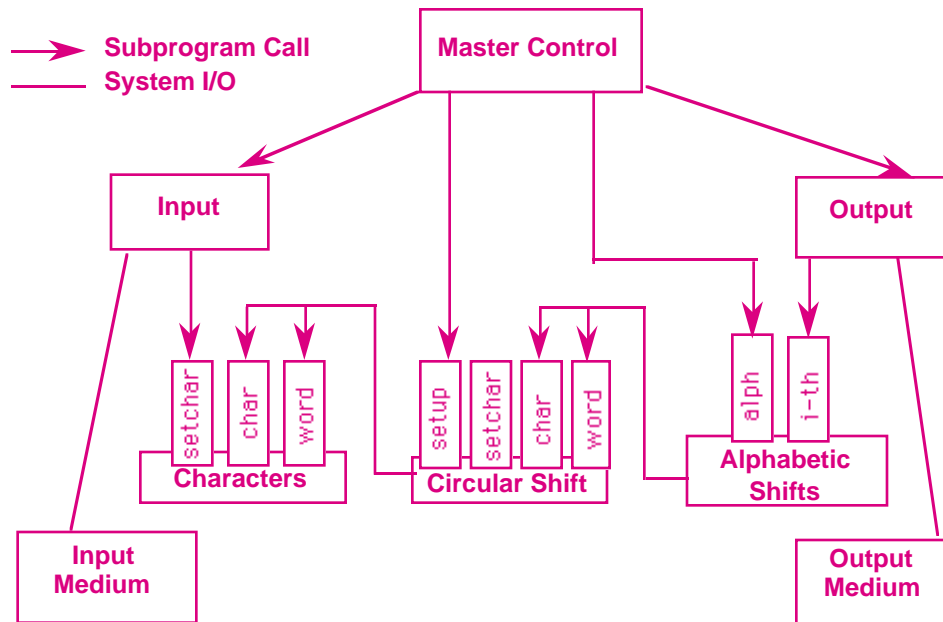 Subprogram Call
System I/O
Master Control
Input
Output
setchar
char
word
setup
setchar
char
word
alph
i-th
Characters
Circular Shift
Alphabetic
Shifts
Input
Medium
Output
Medium